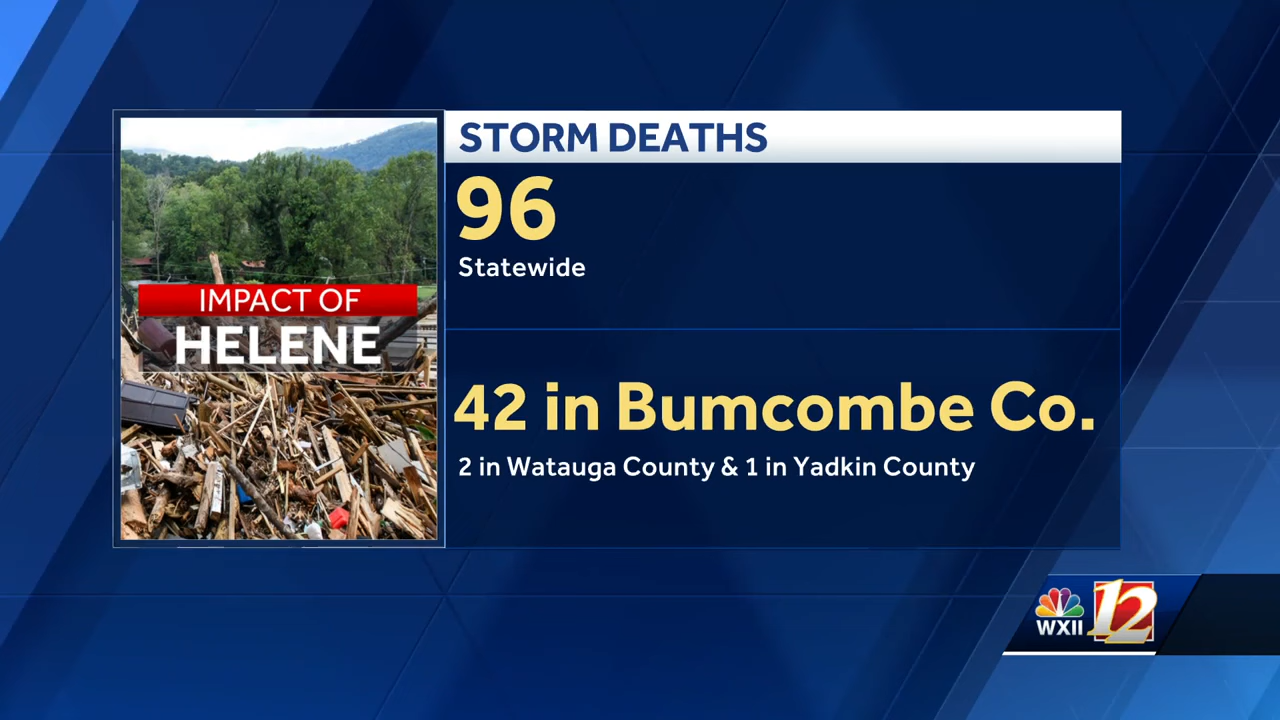 STORM DEATHS
96
Statewide
IMPACT OF
HELENE
42 in Bumcombe Co.
2 in Watauga County & 1 in Yadkin County
WXII 12